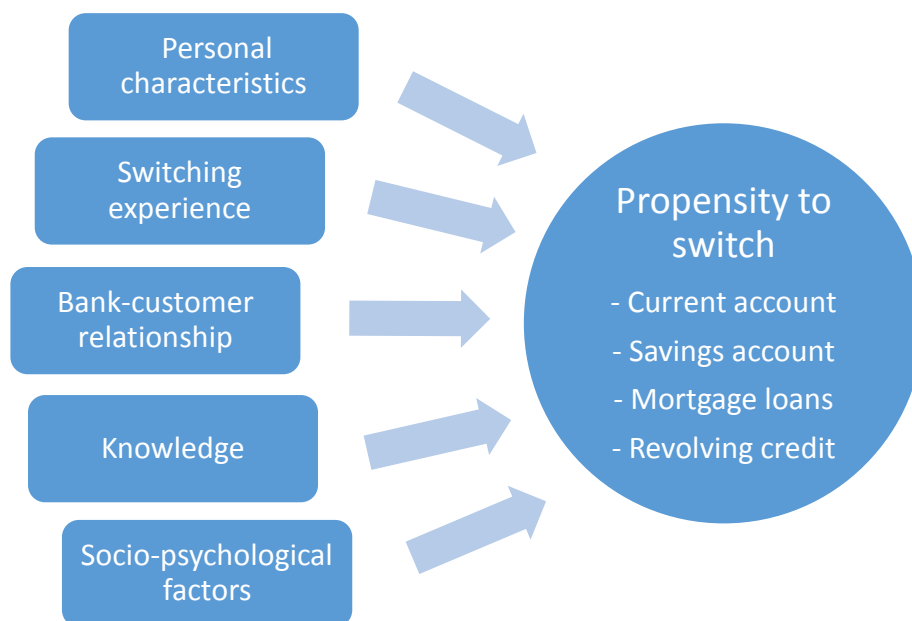 Personal
characteristics
Switching
experience
Bank-customer
relationship
Knowledge
Socio-psychological
factors
Propensity to
switch
- Current account
- Savings account
- Mortgage loans
- Revolving credit